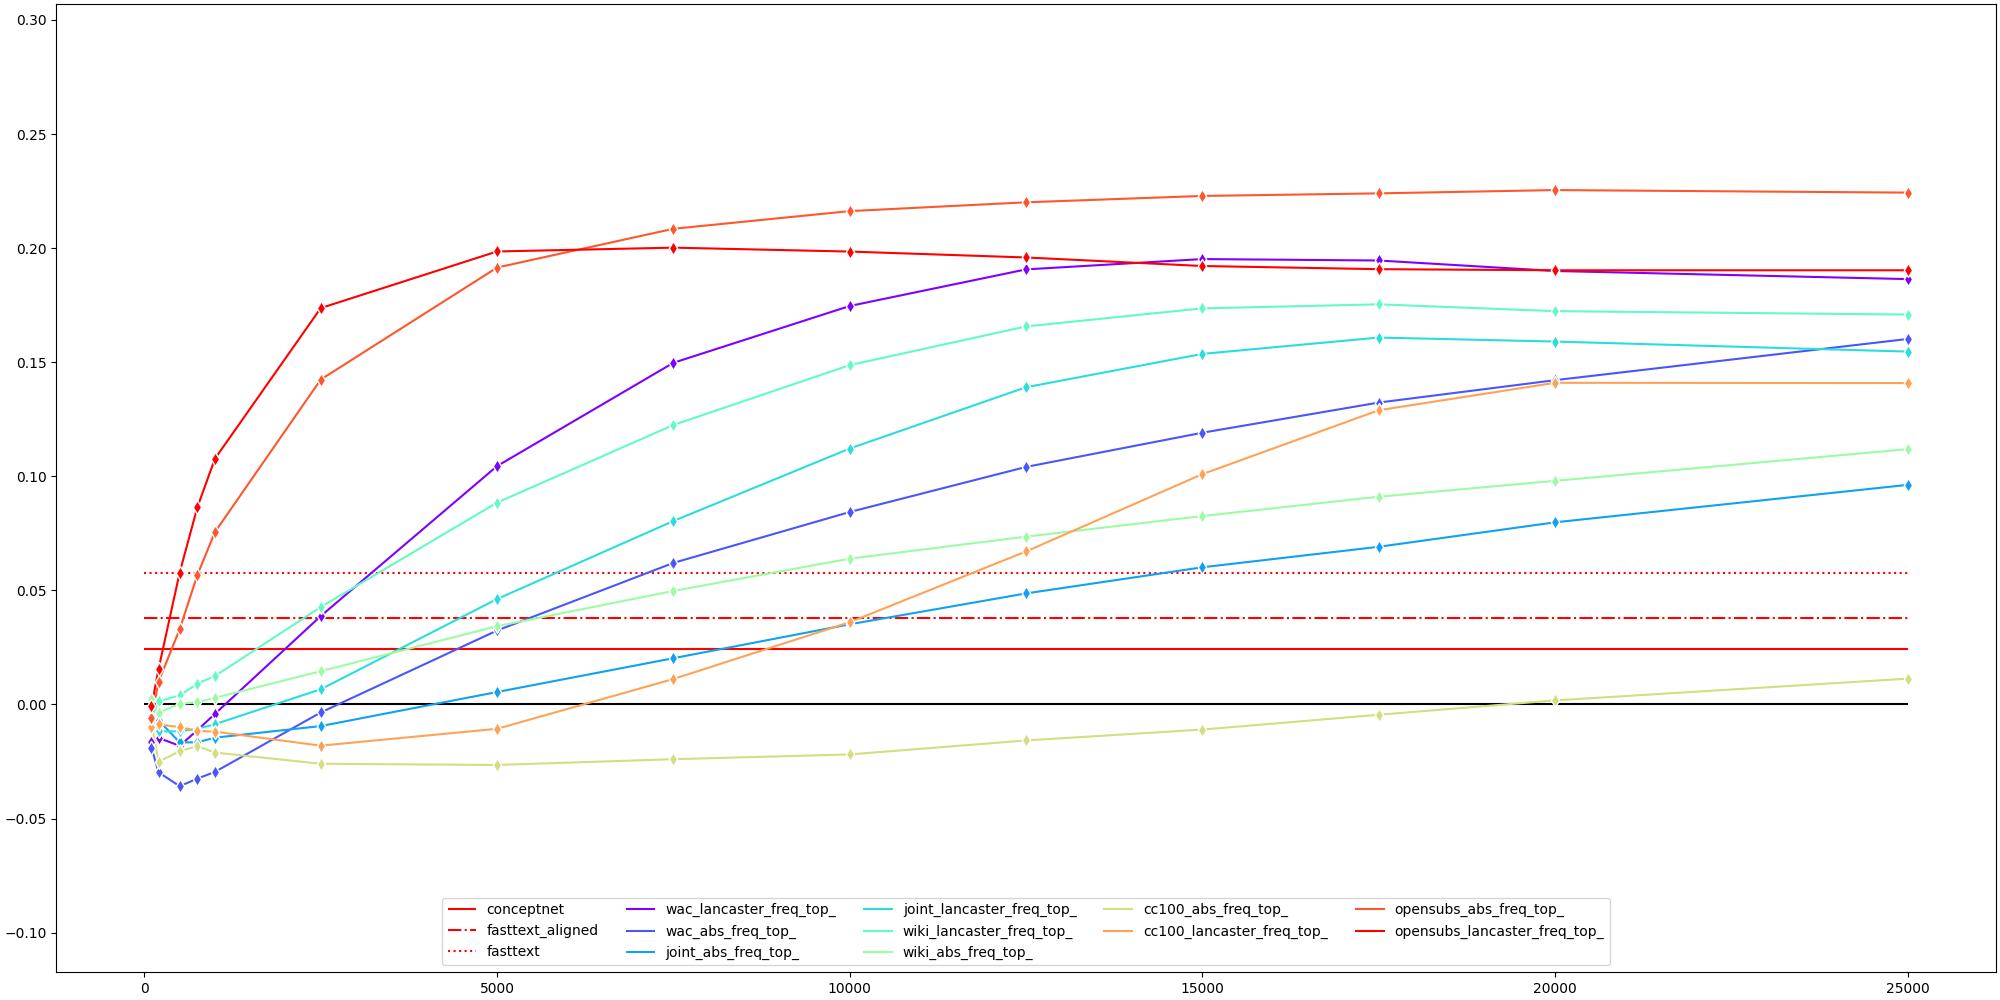 0.30
0.25
0.20
0.15
0.10
0.05
0.00
−0.05
−0.10
conceptnet
fasttext_aligned
fasttext
wac_lancaster_freq_top_
wac_abs_freq_top_
joint_abs_freq_top_
joint_lancaster_freq_top_
wiki_lancaster_freq_top_
wiki_abs_freq_top_
cc100_abs_freq_top_
cc100_lancaster_freq_top_
opensubs_abs_freq_top_
opensubs_lancaster_freq_top_
0 5000 10000 15000 20000 25000